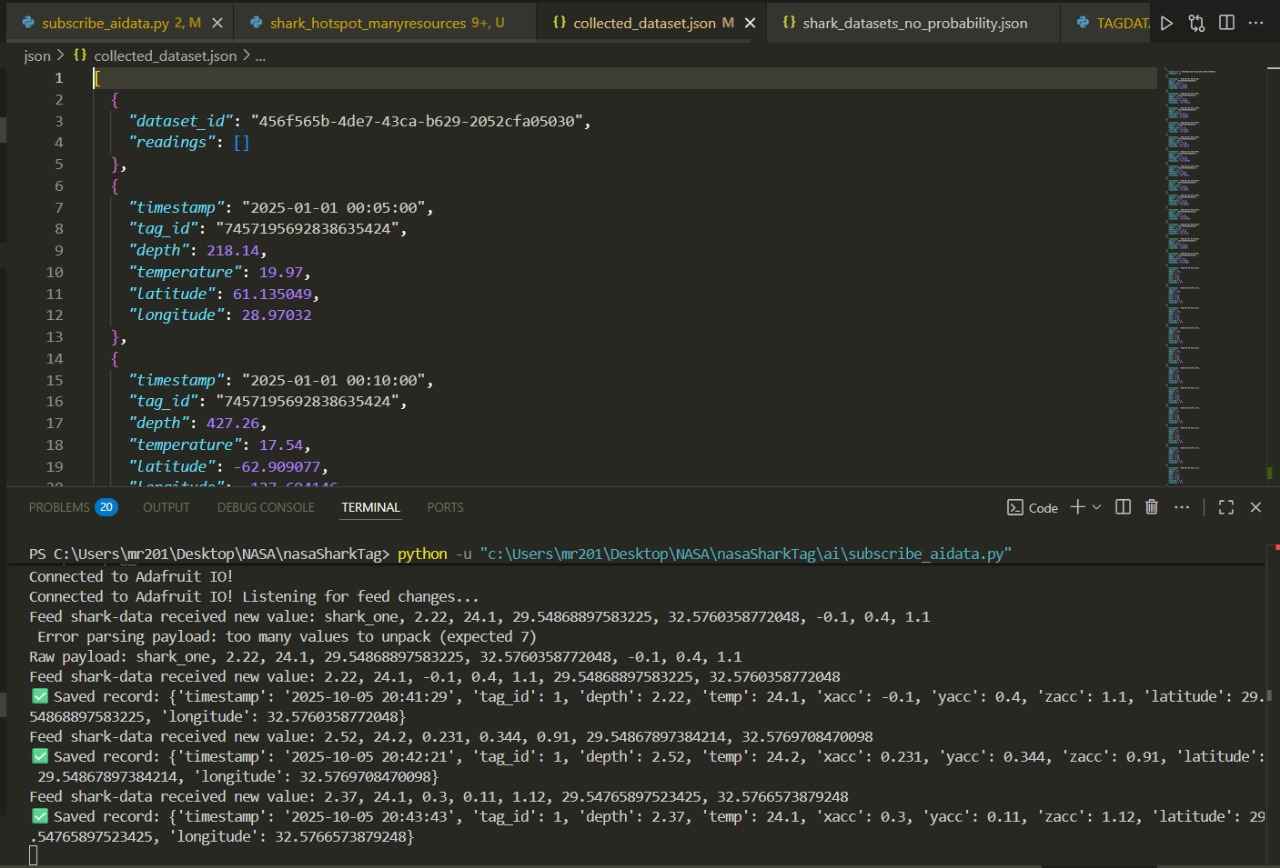 subscribe_aidata.py 2, M
shark_hotspot_manyresources 9+, U
{} collected_dataset.json M
{} shark_datasets_no_probability.json
TAGDAT
json > {} collected_dataset.json > ...
1 [
2 {
3 "dataset_id": "456f565b-4de7-43ca-b629-2052cfa05030",
4 "readings": []
5 },
6 {
7 "timestamp": "2025-01-01 00:05:00",
8 "tag_id": "7457195692838635424",
9 "depth": 218.14,
10 "temperature": 19.97,
11 "latitude": 61.135049,
12 "longitude": 28.97032
13 },
14 {
15 "timestamp": "2025-01-01 00:10:00",
16 "tag_id": "7457195692838635424",
17 "depth": 427.26,
18 "temperature": 17.54,
19 "latitude": -62.909077,
PROBLEMS 20 OUTPUT DEBUG CONSOLE TERMINAL PORTS
Code
PS C:\Users\mr201\Desktop\NASA\nasaSharkTag> python -u "c:\Users\mr201\Desktop\NASA\nasaSharkTag\ai\subscribe_aidata.py"
Connected to Adafruit IO!
Connected to Adafruit IO! Listening for feed changes...
Feed shark-data received new value: shark_one, 2.22, 24.1, 29.54868897583225, 32.5760358772048, -0.1, 0.4, 1.1
Error parsing payload: too many values to unpack (expected 7)
Raw payload: shark_one, 2.22, 24.1, 29.54868897583225, 32.5760358772048, -0.1, 0.4, 1.1
Feed shark-data received new value: 2.22, 24.1, -0.1, 0.4, 1.1, 29.54868897583225, 32.5760358772048
✅ Saved record: {'timestamp': '2025-10-05 20:41:29', 'tag_id': 1, 'depth': 2.22, 'temp': 24.1, 'xacc': -0.1, 'yacc': 0.4, 'zacc': 1.1, 'latitude': 29.
54868897583225, 'longitude': 32.5760358772048}
Feed shark-data received new value: 2.52, 24.2, 0.231, 0.344, 0.91, 29.54867897384214, 32.5769708470098
✅ Saved record: {'timestamp': '2025-10-05 20:42:21', 'tag_id': 1, 'depth': 2.52, 'temp': 24.2, 'xacc': 0.231, 'yacc': 0.344, 'zacc': 0.91, 'latitude':
29.54867897384214, 'longitude': 32.5769708470098}
Feed shark-data received new value: 2.37, 24.1, 0.3, 0.11, 1.12, 29.54765897523425, 32.5766573879248
✅ Saved record: {'timestamp': '2025-10-05 20:43:43', 'tag_id': 1, 'depth': 2.37, 'temp': 24.1, 'xacc': 0.3, 'yacc': 0.11, 'zacc': 1.12, 'latitude': 29
.54765897523425, 'longitude': 32.5766573879248}